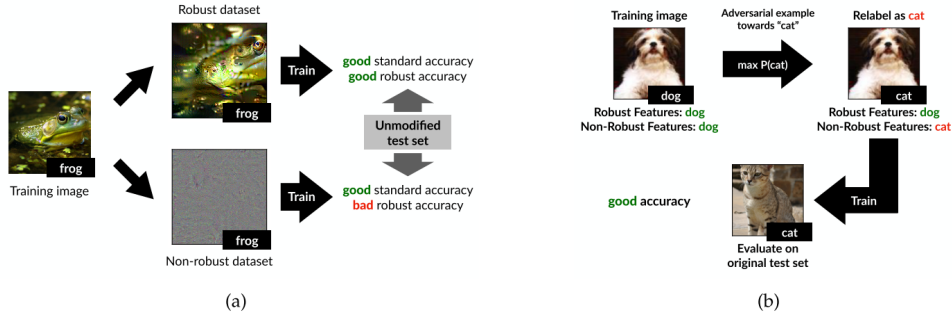 Robust dataset
frog
Train
good standard accuracy
good robust accuracy
Unmodified
test set
frog
Training image
frog
Non-robust dataset
Train
good standard accuracy
bad robust accuracy
(a)
Training image
dog
Robust Features: dog
Non-Robust Features: dog
Adversarial example
towards “cat”
max P(cat)
Relabel as cat
cat
Robust Features: dog
Non-Robust Features: cat
Train
good accuracy
cat
Evaluate on
original test set
(b)